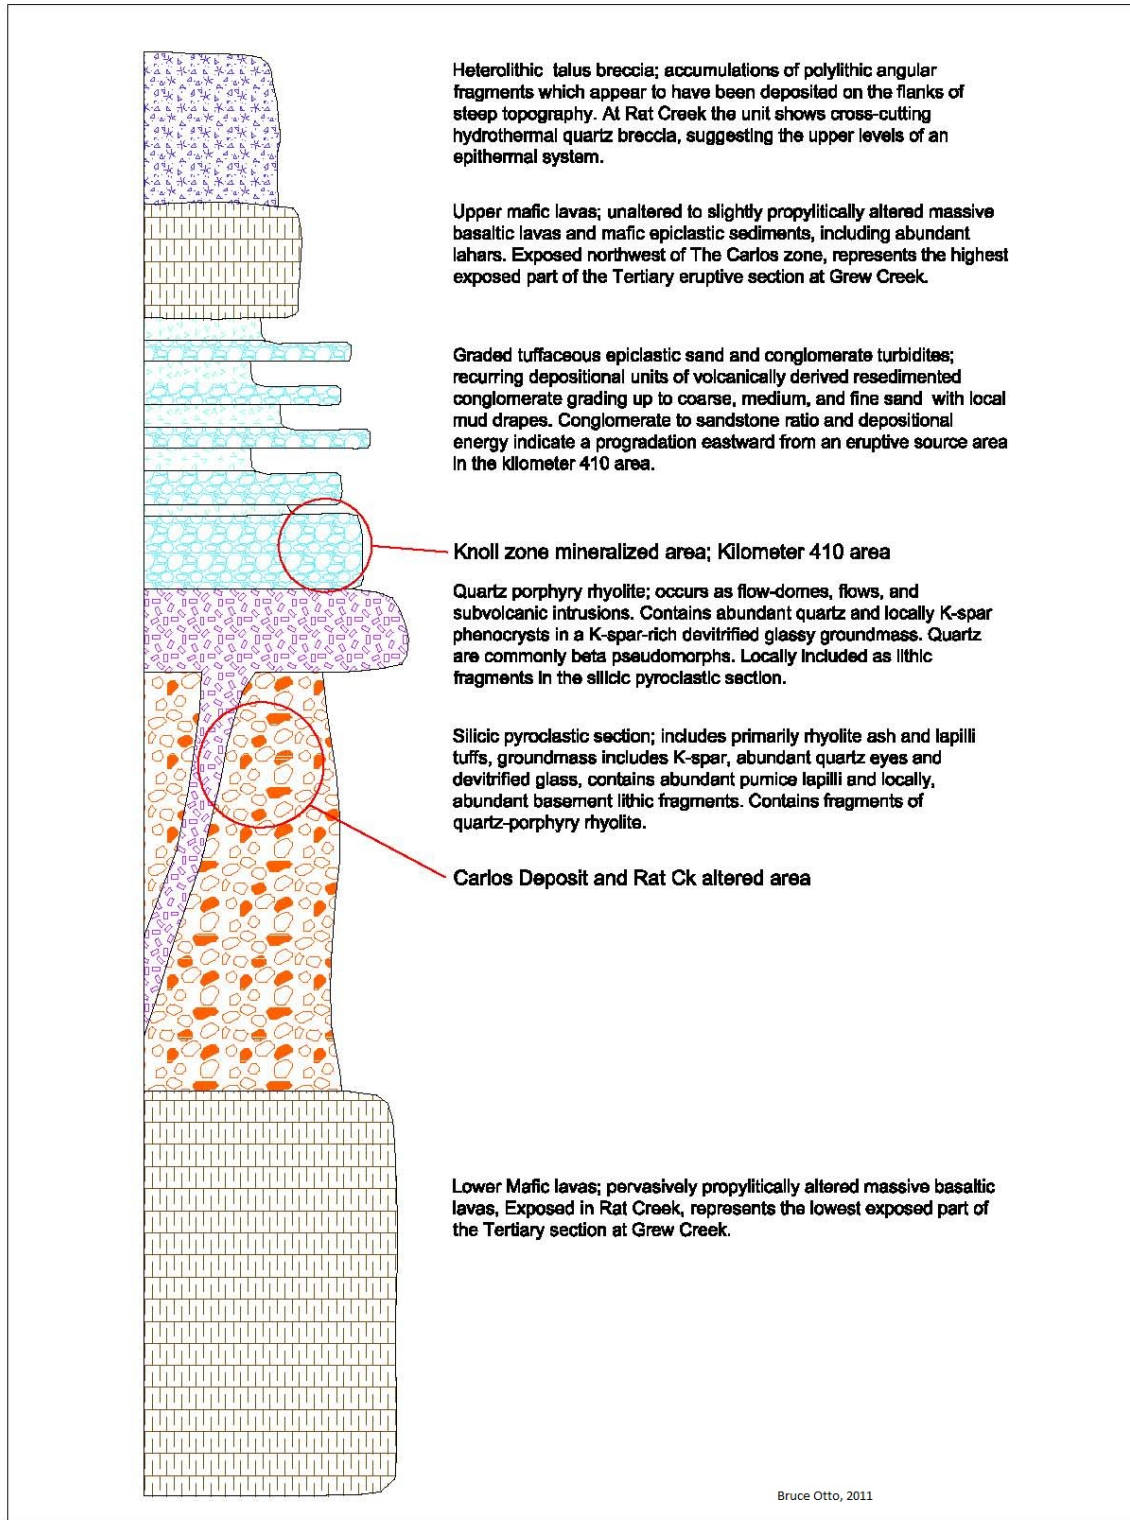 Heterolithic talus breccia; accumulations of polylithic angular
fragments which appear to have been deposited on the flanks of
steep topography. At Rat Creek the unit shows cross-cutting
hydrothermal quartz breccia, suggesting the upper levels of an
epithermal system.
Upper mafic lavas; unaltered to slightly propylitically altered massive
basaltic lavas and mafic epiclastic sediments, including abundant
lahars. Exposed northwest of The Carlos zone, represents the highest
exposed part of the Tertiary eruptive section at Grew Creek.
Graded tuffaceous epiclastic sand and conglomerate turbidites;
recurring depositional units of volcanically derived resedimented
conglomerate grading up to coarse, medium, and fine sand with local
mud drapes. Conglomerate to sandstone ratio and depositional
energy indicate a progradation eastward from an eruptive source area
in the kilometer 410 area.
Knoll zone mineralized area; Kilometer 410 area
Quartz porphyry rhyolite; occurs as flow-domes, flows, and
subvolcanic intrusions. Contains abundant quartz and locally K-spar
phenocrysts in a K-spar-rich devitrified glassy groundmass. Quartz
are commonly beta pseudomorphs. Locally included as lithic
fragments in the silicic pyroclastic section.
Silicic pyroclastic section; includes primarily rhyolite ash and lapilli
tuffs, groundmass includes K-spar, abundant quartz eyes and
devitrified glass, contains abundant pumice lapilli and locally,
abundant basement lithic fragments. Contains fragments of
quartz-porphyry rhyolite.
Carlos Deposit and Rat Ck altered area
Lower Mafic lavas; pervasively propylitically altered massive basaltic
lavas, Exposed in Rat Creek, represents the lowest exposed part of
the Tertiary section at Grew Creek.
Bruce Otto, 2011